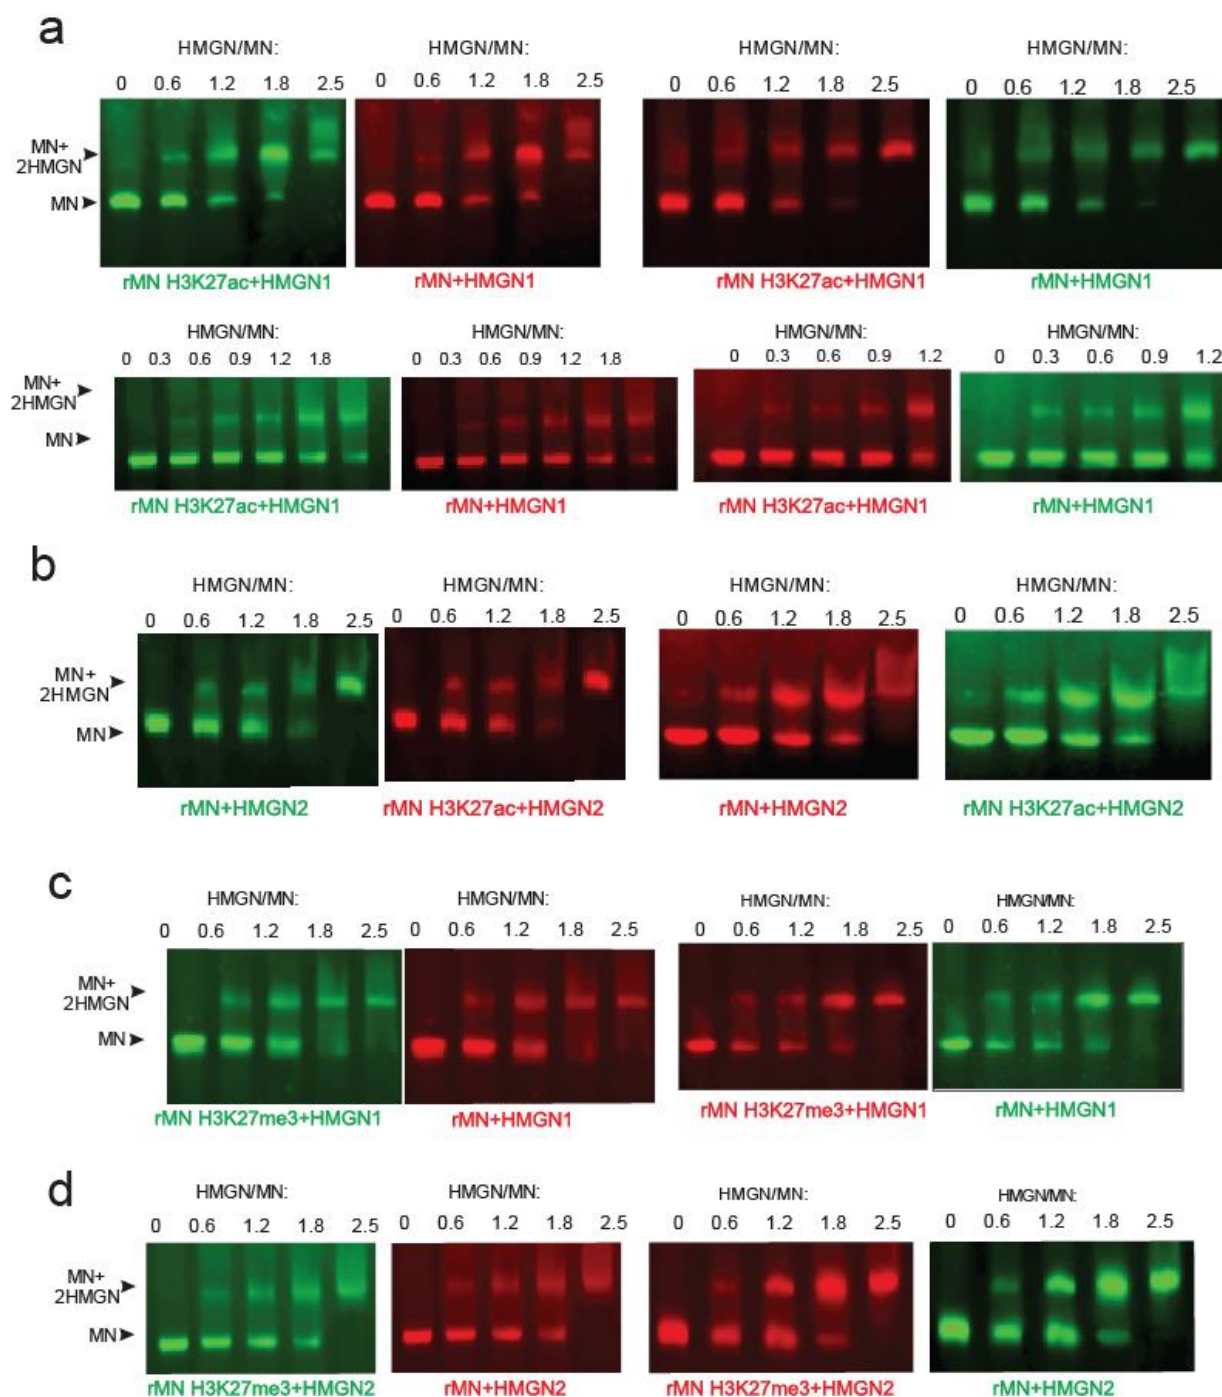 a
HMGN/MN: HMGN/MN: HMGN/MN: HMGN/MN:
0 0.6 1.2 1.8 2.5 0 0.6 1.2 1.8 2.5 0 0.6 1.2 1.8 2.5 0 0.6 1.2 1.8 2.5
MN+
2HMGN
MN
rMN H3K27ac+HMGN1 rMN+HMGN1 rMN H3K27ac+HMGN1 rMN+HMGN1
HMGN/MN: HMGN/MN: HMGN/MN: HMGN/MN:
0 0.3 0.6 0.9 1.2 1.8 0 0.3 0.6 0.9 1.2 1.8 0 0.3 0.6 0.9 1.2 0 0.3 0.6 0.9 1.2
MN+
2HMGN
MN
rMN H3K27ac+HMGN1 rMN+HMGN1 rMN H3K27ac+HMGN1 rMN+HMGN1
b
HMGN/MN: HMGN/MN: HMGN/MN: HMGN/MN:
0 0.6 1.2 1.8 2.5 0 0.6 1.2 1.8 2.5 0 0.6 1.2 1.8 2.5 0 0.6 1.2 1.8 2.5
MN+
2HMGN
MN
rMN+HMGN2 rMN H3K27ac+HMGN2 rMN+HMGN2 rMN H3K27ac+HMGN2
c
HMGN/MN: HMGN/MN: HMGN/MN: HMGN/MN:
0 0.6 1.2 1.8 2.5 0 0.6 1.2 1.8 2.5 0 0.6 1.2 1.8 2.5 0 0.6 1.2 1.8 2.5
MN+
2HMGN
MN
rMN H3K27me3+HMGN1 rMN+HMGN1 rMN H3K27me3+HMGN1 rMN+HMGN1
d
HMGN/MN: HMGN/MN: HMGN/MN: HMGN/MN:
0 0.6 1.2 1.8 2.5 0 0.6 1.2 1.8 2.5 0 0.6 1.2 1.8 2.5 0 0.6 1.2 1.8 2.5
MN+
2HMGN
MN
rMN H3K27me3+HMGN2 rMN+HMGN2 rMN H3K27me3+HMGN2 rMN+HMGN2